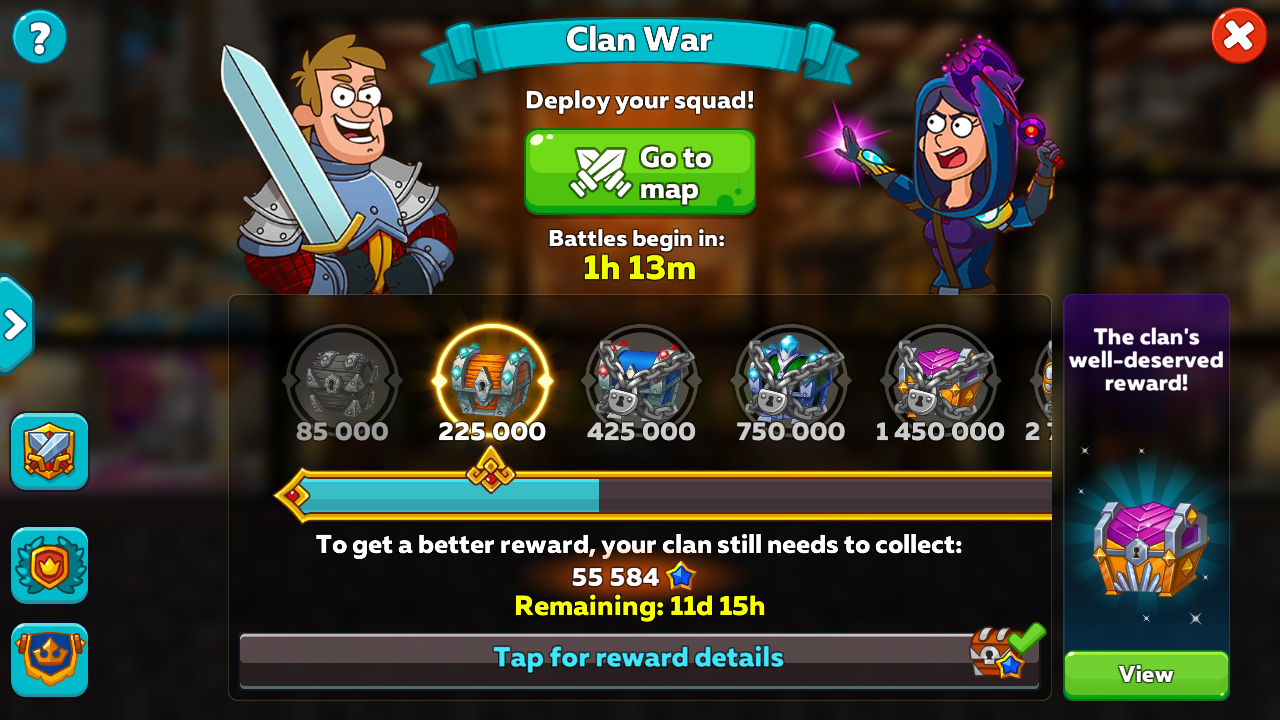 ?
Clan War
Deploy your squad!
Go to
map
Battles begin in:
1h 13m
85 000
225 000
425 000
750 000
1 450 000
2 7
To get a better reward, your clan still needs to collect:
55 584
Remaining: 11d 15h
Tap for reward details
The clan's
well-deserved
reward!
View